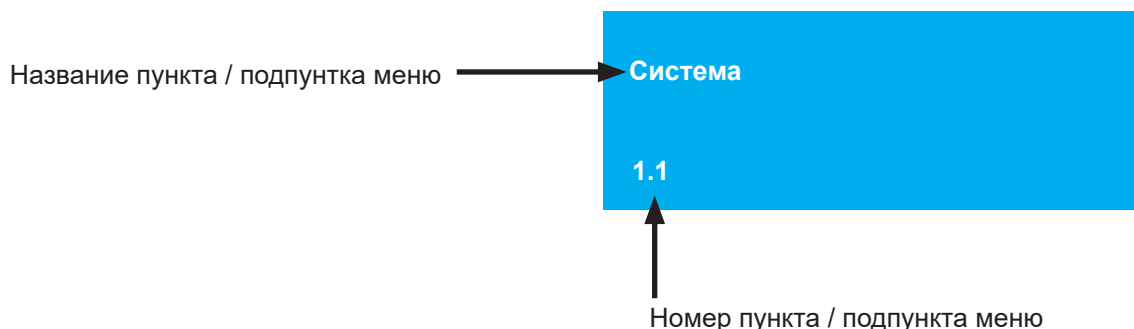 Название пункта / подпунтка меню
Система
1.1
Номер пункта / подпункта меню